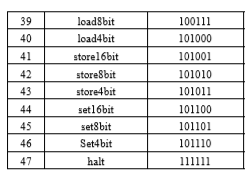 39 load8bit 100111
40 load4bit 101000
41 store16bit 101001
42 store8bit 101010
43 store4bit 101011
44 set16bit 101100
45 set8bit 101101
46 Set4bit 101110
47 halt 111111